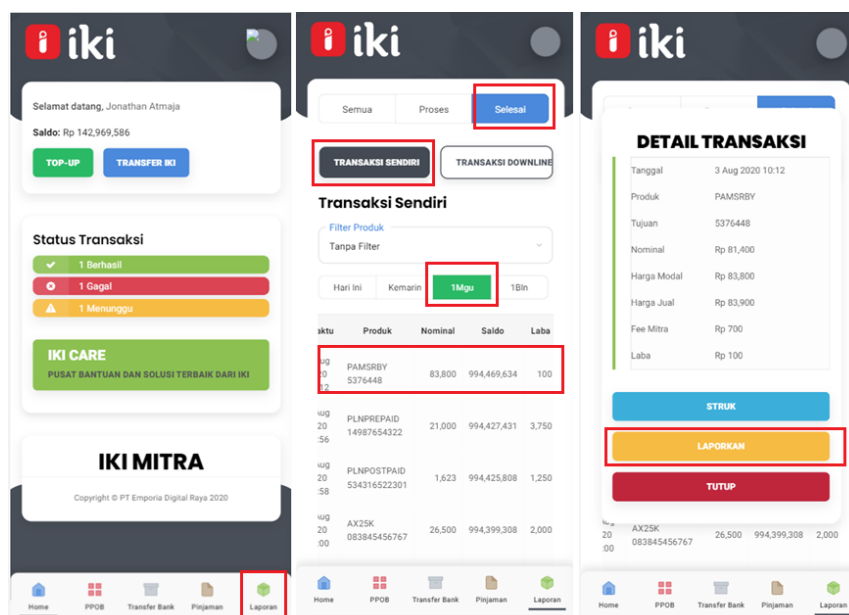 iki
Selamat datang, Jonathan Atmaja
Saldo: Rp 142,969,586
TOP-UP
TRANSFER IKI
Status Transaksi
1 Berhasil
1 Gagal
1 Menunggu
IKI CARE
PUSAT BANTUAN DAN SOLUSI TERBAIK DARI IKI
IKI MITRA
Copyright © PT Emporia Digital Raya 2020
Home PPOB Transfer Bank Pinjaman Laporan
iki
Semua Proses Selesai
TRANSAKSI SENDIRI TRANSAKSI DOWNLINE
Transaksi Sendiri
Filter Produk
Tanpa Filter
Hari Ini Kemarin 1Mgu 1Bln
aktu Produk Nominal Saldo Laba
PAMSRBY
5376448 83,800 994,469,634 100
PLNPREPAID
14987654322 21,000 994,427,431 3,750
PLNPOSTPAID
534316522301 1,623 994,425,808 1,250
AX25K
083845456767 26,500 994,399,308 2,000
Home PPOB Transfer Bank Pinjaman Laporan
iki
DETAIL TRANSAKSI
Tanggal 3 Aug 2020 10:12
Produk PAMSRBY
Tujuan 5376448
Nominal Rp 81,400
Harga Modal Rp 83,800
Harga Jual Rp 83,900
Fee Mitra Rp 700
Laba Rp 100
STRUK
LAPORKAN
TUTUP
20 AX25K
:00 083845456767 26,500 994,399,308 2,000
Home PPOB Transfer Bank Pinjaman Laporan